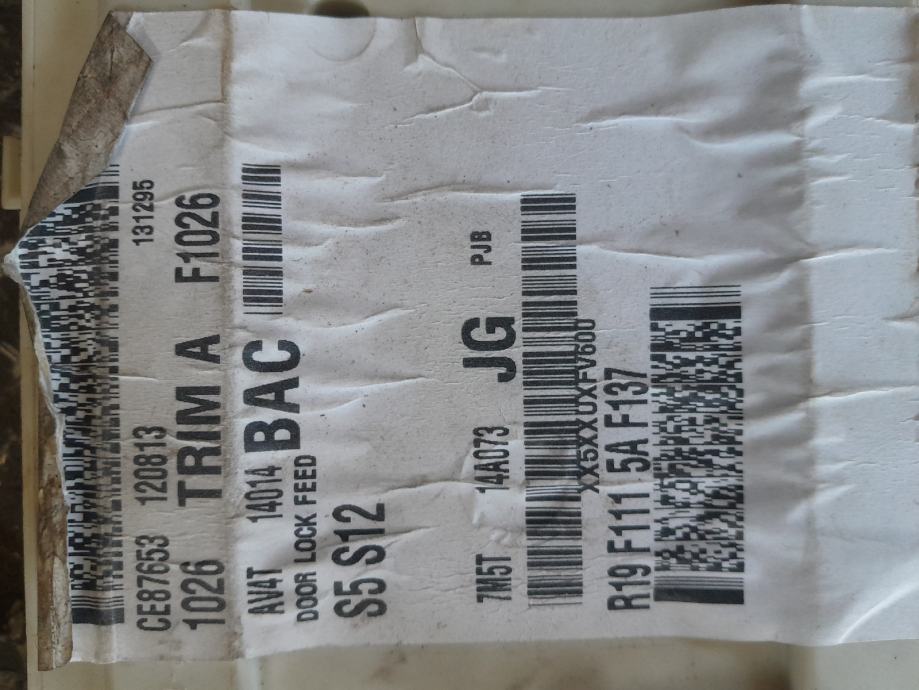 CE87653 120813 131295
1026 TRIM A F1026
AV4T 14014 BAC
DOOR LOCK FEED
S5 S12
7M5T 14A073 JG PJB
XX5XXUXFV600
R19 F111 5A F137